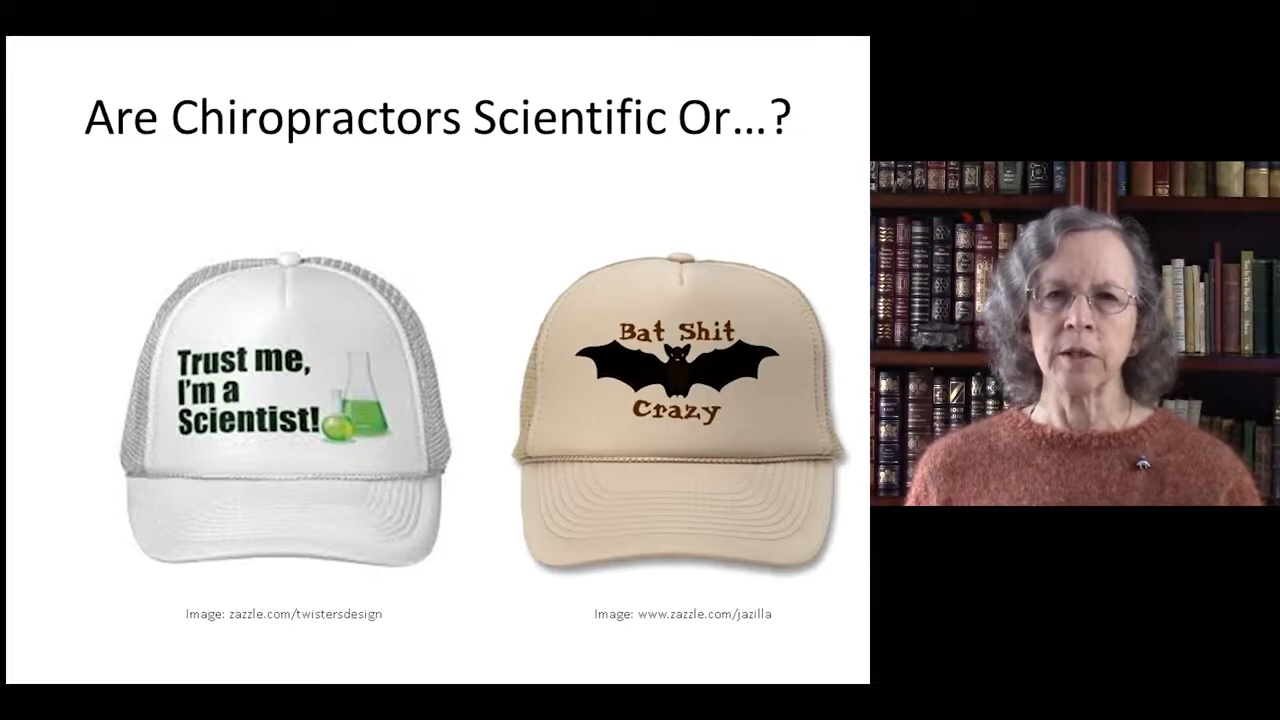 Are Chiropractors Scientific Or...?
Trust me,
I'm a
Scientist!
Bat Shit
Crazy
Image: zazzle.com/twistersdesign
Image: www.zazzle.com/jazilla